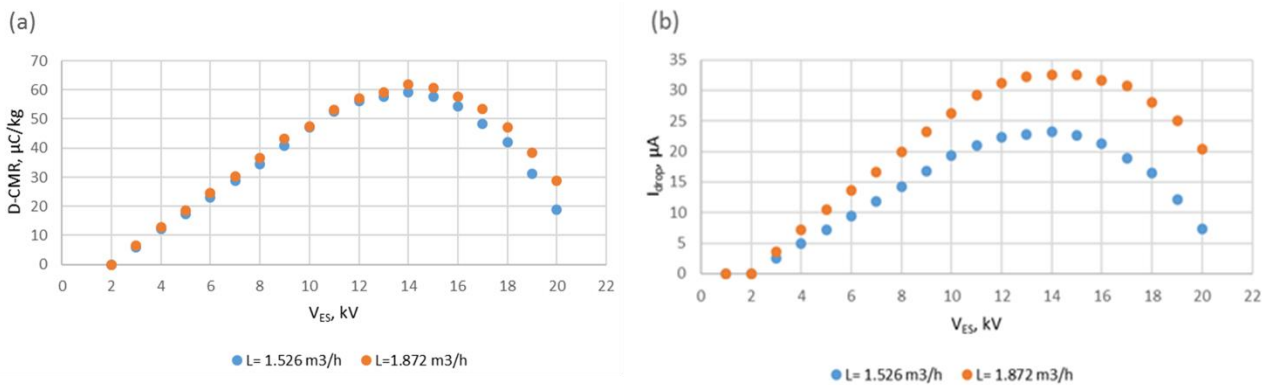 (a)
D-CMR, µC/kg
70
60
50
40
30
20
10
0
0 2 4 6 8 10 12 14 16 18 20 22
VES, kV
L= 1.526 m3/h L=1.872 m3/h
(b)
Idrop, µA
35
30
25
20
15
10
5
0
0 2 4 6 8 10 12 14 16 18 20 22
VES, kV
L= 1.526 m3/h L= 1.872 m3/h